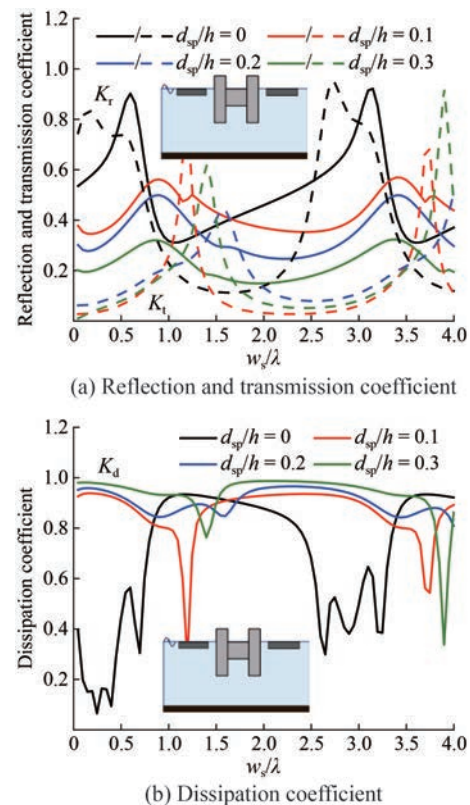 / d_sp/h = 0 / d_sp/h = 0.1
/ d_sp/h = 0.2 / d_sp/h = 0.3
K_r
K_t
Reflection and transmission coefficient
1.2
1.0
0.8
0.6
0.4
0.2
0 0.5 1.0 1.5 2.0 2.5 3.0 3.5 4.0
w_s/λ
(a) Reflection and transmission coefficient
d_sp/h = 0 d_sp/h = 0.1
d_sp/h = 0.2 d_sp/h = 0.3
K_d
Dissipation coefficient
1.2
1.0
0.8
0.6
0.4
0.2
0 0.5 1.0 1.5 2.0 2.5 3.0 3.5 4.0
w_s/λ
(b) Dissipation coefficient